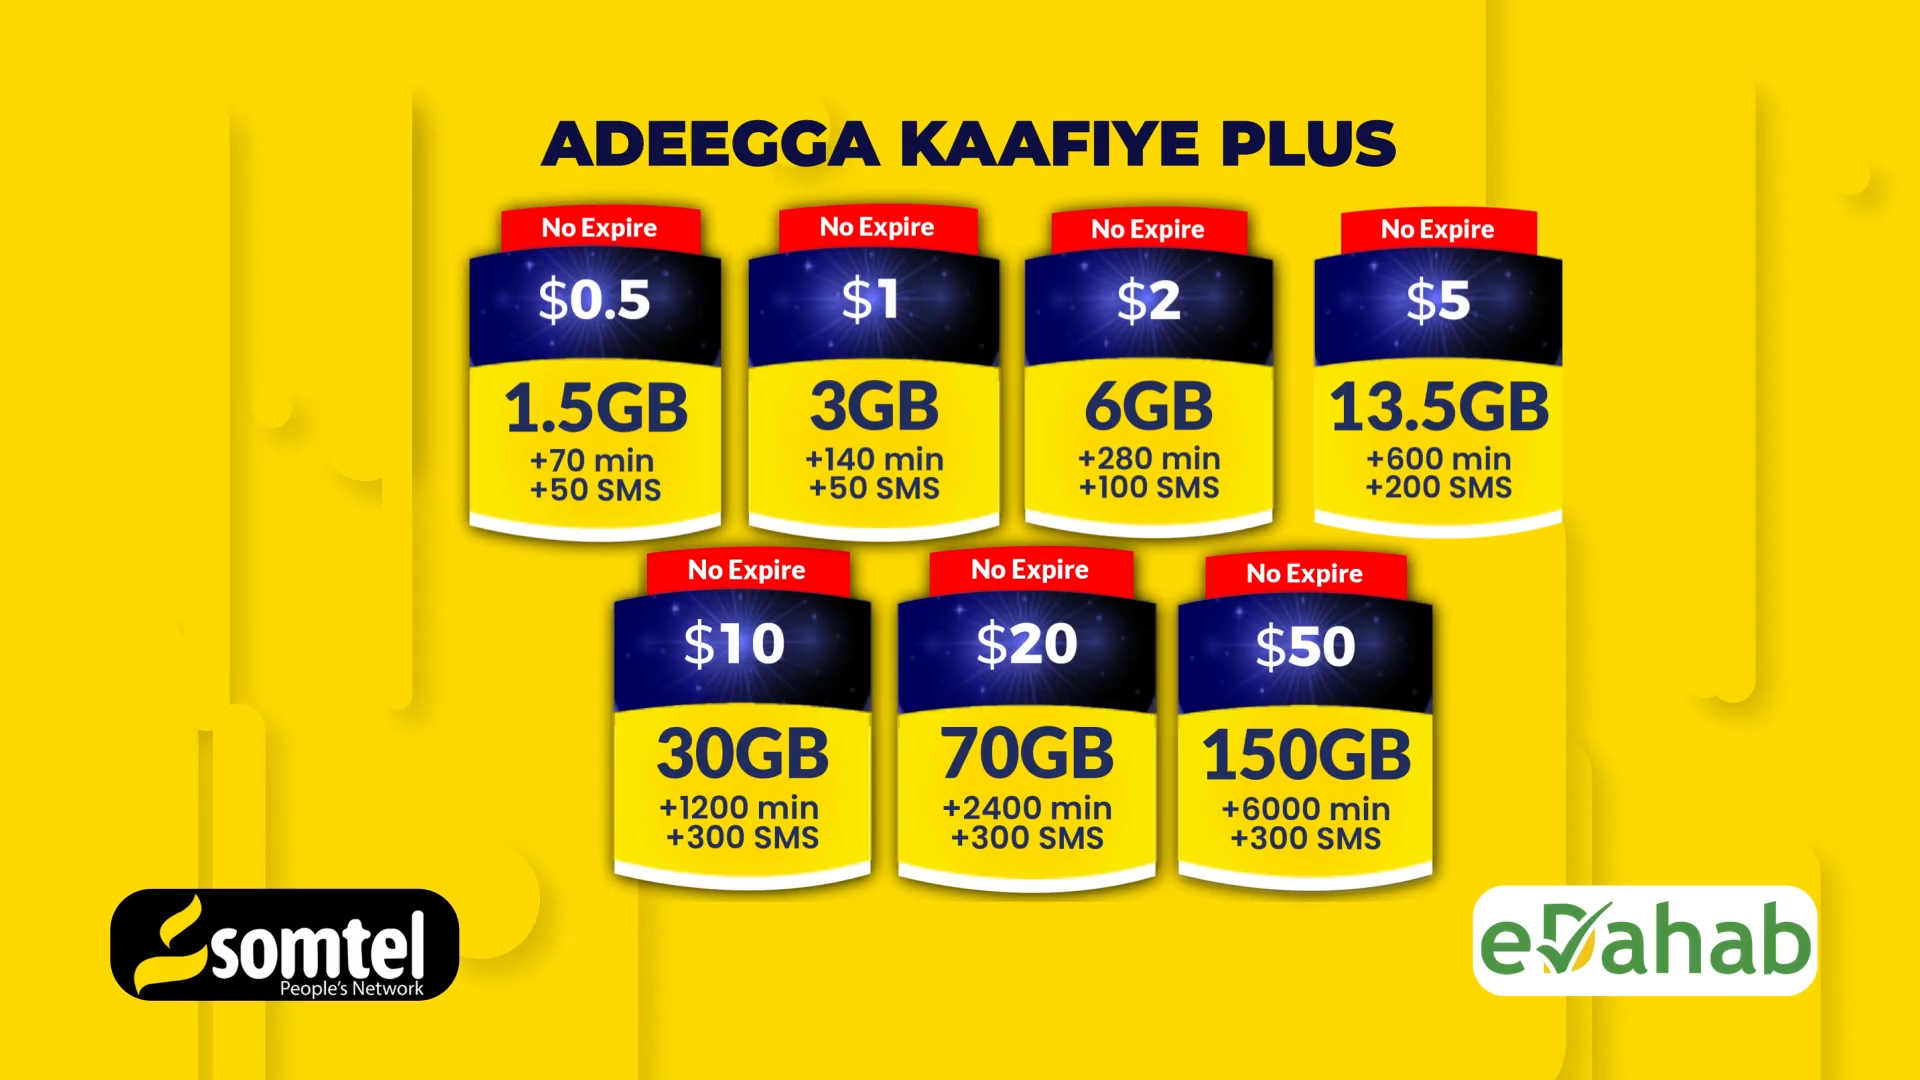 ADEEGGA KAAFIYE PLUS
No Expire
$0.5
1.5GB
+70 min
+50 SMS
No Expire
$1
3GB
+140 min
+50 SMS
No Expire
$2
6GB
+280 min
+100 SMS
No Expire
$5
13.5GB
+600 min
+200 SMS
No Expire
$10
30GB
+1200 min
+300 SMS
No Expire
$20
70GB
+2400 min
+300 SMS
No Expire
$50
150GB
+6000 min
+300 SMS
somtel
People's Network
eDahab